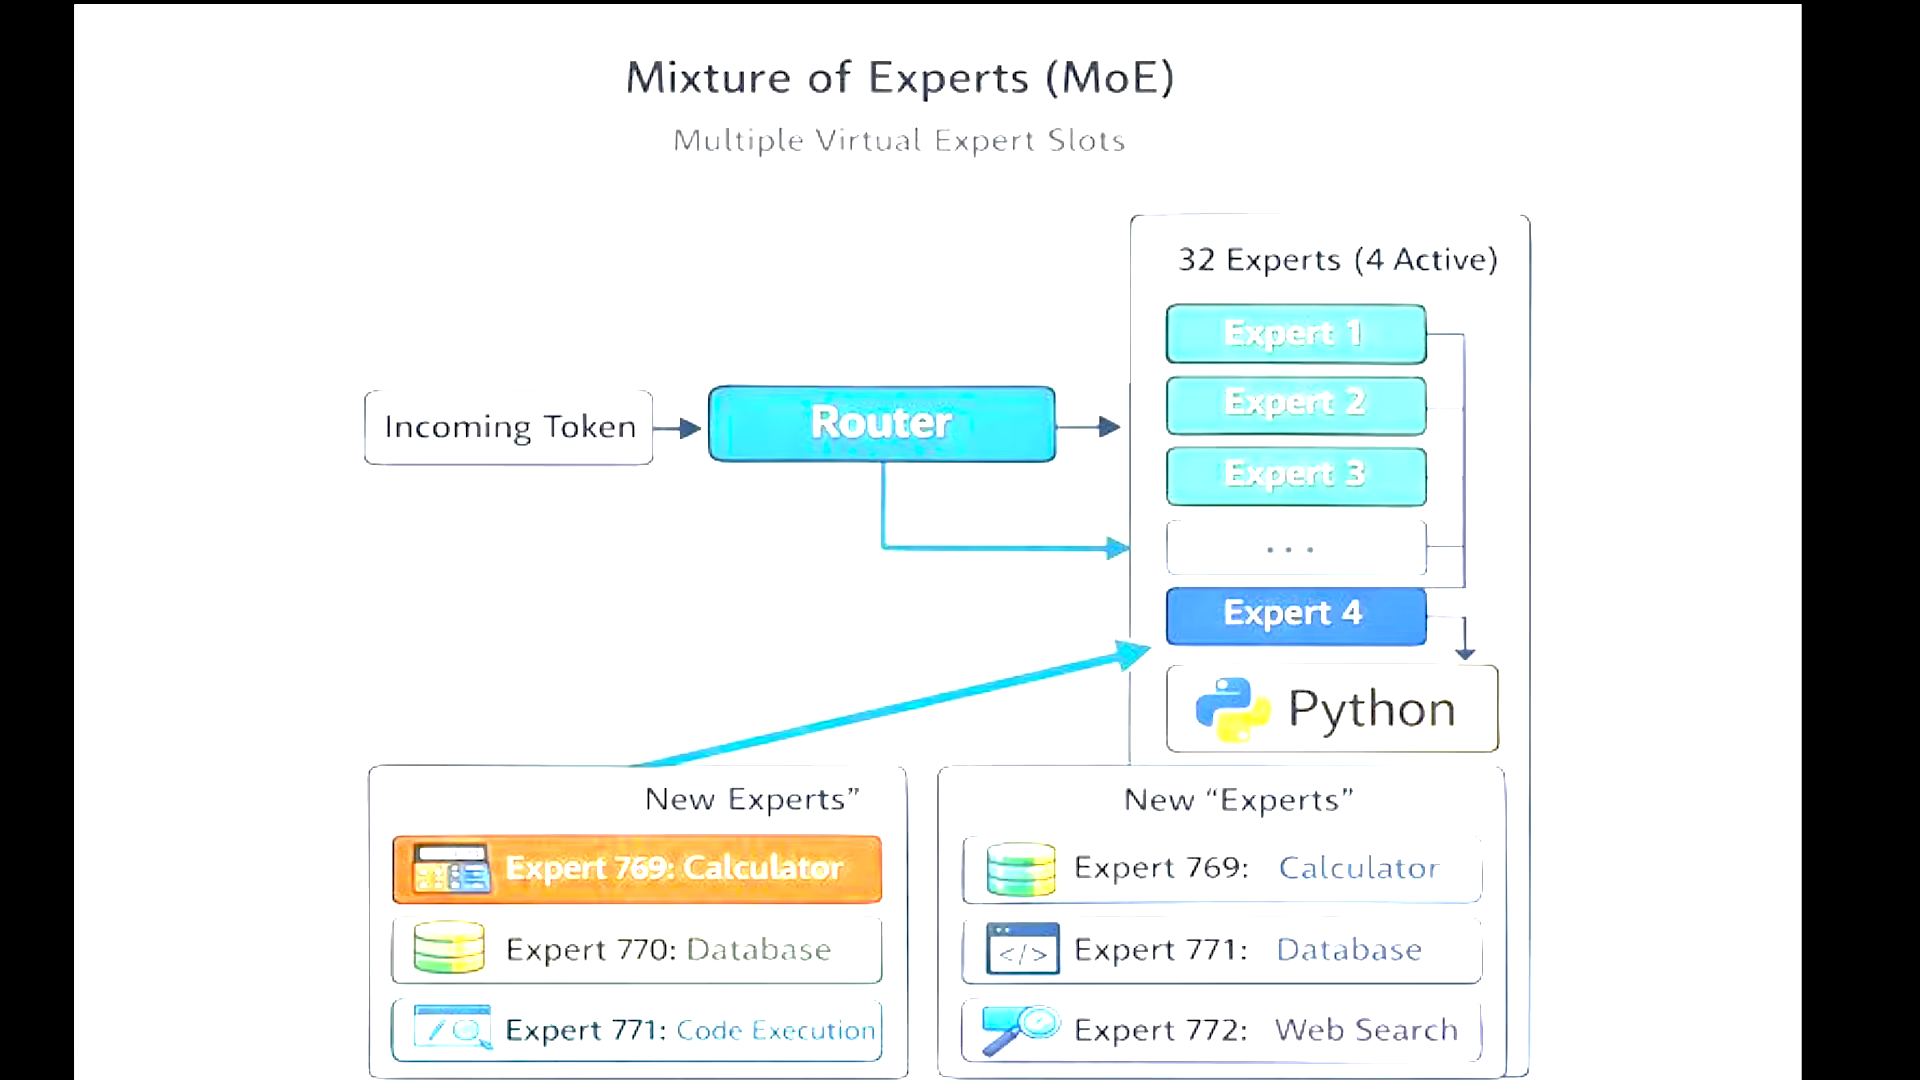 Mixture of Experts (MoE)
Multiple Virtual Expert Slots
32 Experts (4 Active)
Expert 1
Expert 2
Expert 3
...
Expert 4
Incoming Token
Router
Python
New Experts”
Expert 769: Calculator
Expert 770: Database
Expert 771: Code Execution
New “Experts”
Expert 769: Calculator
</> Expert 771: Database
Expert 772: Web Search